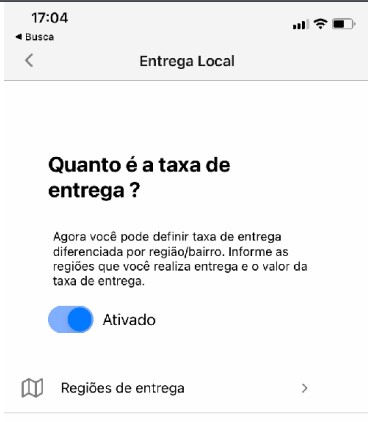 17:04
◀ Busca
Entrega Local
Quanto é a taxa de
entrega ?
Agora você pode definir taxa de entrega
diferenciada por região/bairro. Informe as
regiões que você realiza entrega e o valor da
taxa de entrega.
Ativado
Regiões de entrega